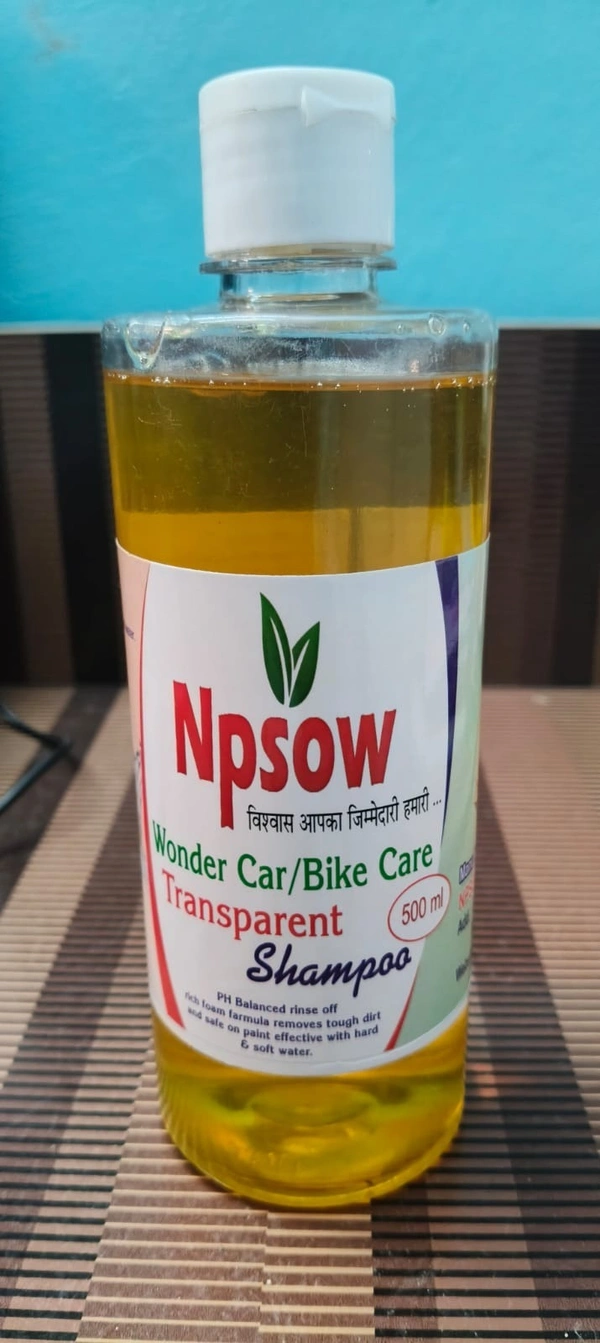 Npsow
विश्वास आपका जिम्मेदारी हमारी ...
Wonder Car/Bike Care
Transparent
500 ml
Shampoo
PH Balanced rinse off
rich foam farmula removes tough dirt
and safe on paint effective with hard
& soft water.